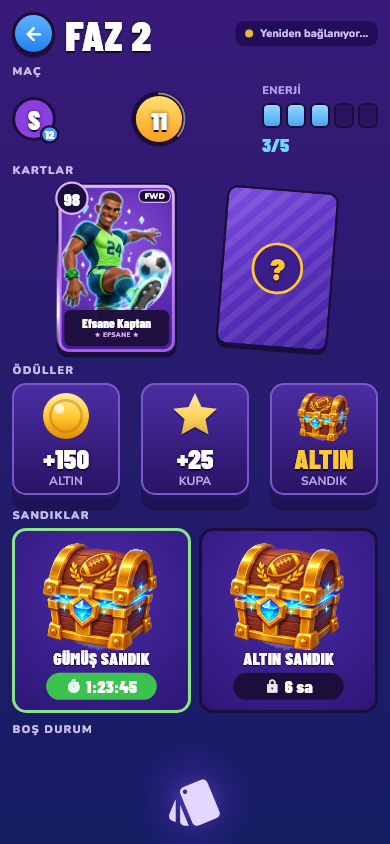 FAZ 2
Yeniden bağlanıyor...
MAÇ
S
12
11
ENERJİ
3/5
KARTLAR
98
FWD
24
Efsane Kaptan
★ EFSANE ★
?
ÖDÜLLER
+150
ALTIN
+25
KUPA
ALTIN
SANDIK
SANDIKLAR
GÜMÜŞ SANDIK
1:23:45
ALTIN SANDIK
6 sa
BOŞ DURUM